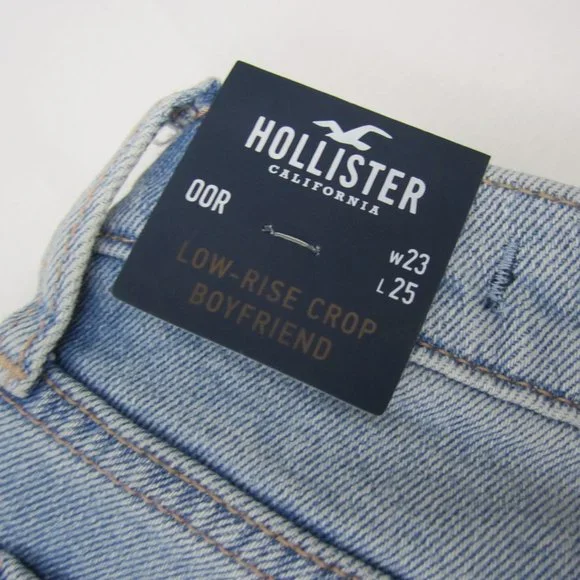 HOLLISTER
CALIFORNIA
00R
W23
L25
LOW-RISE CROP
BOYFRIEND